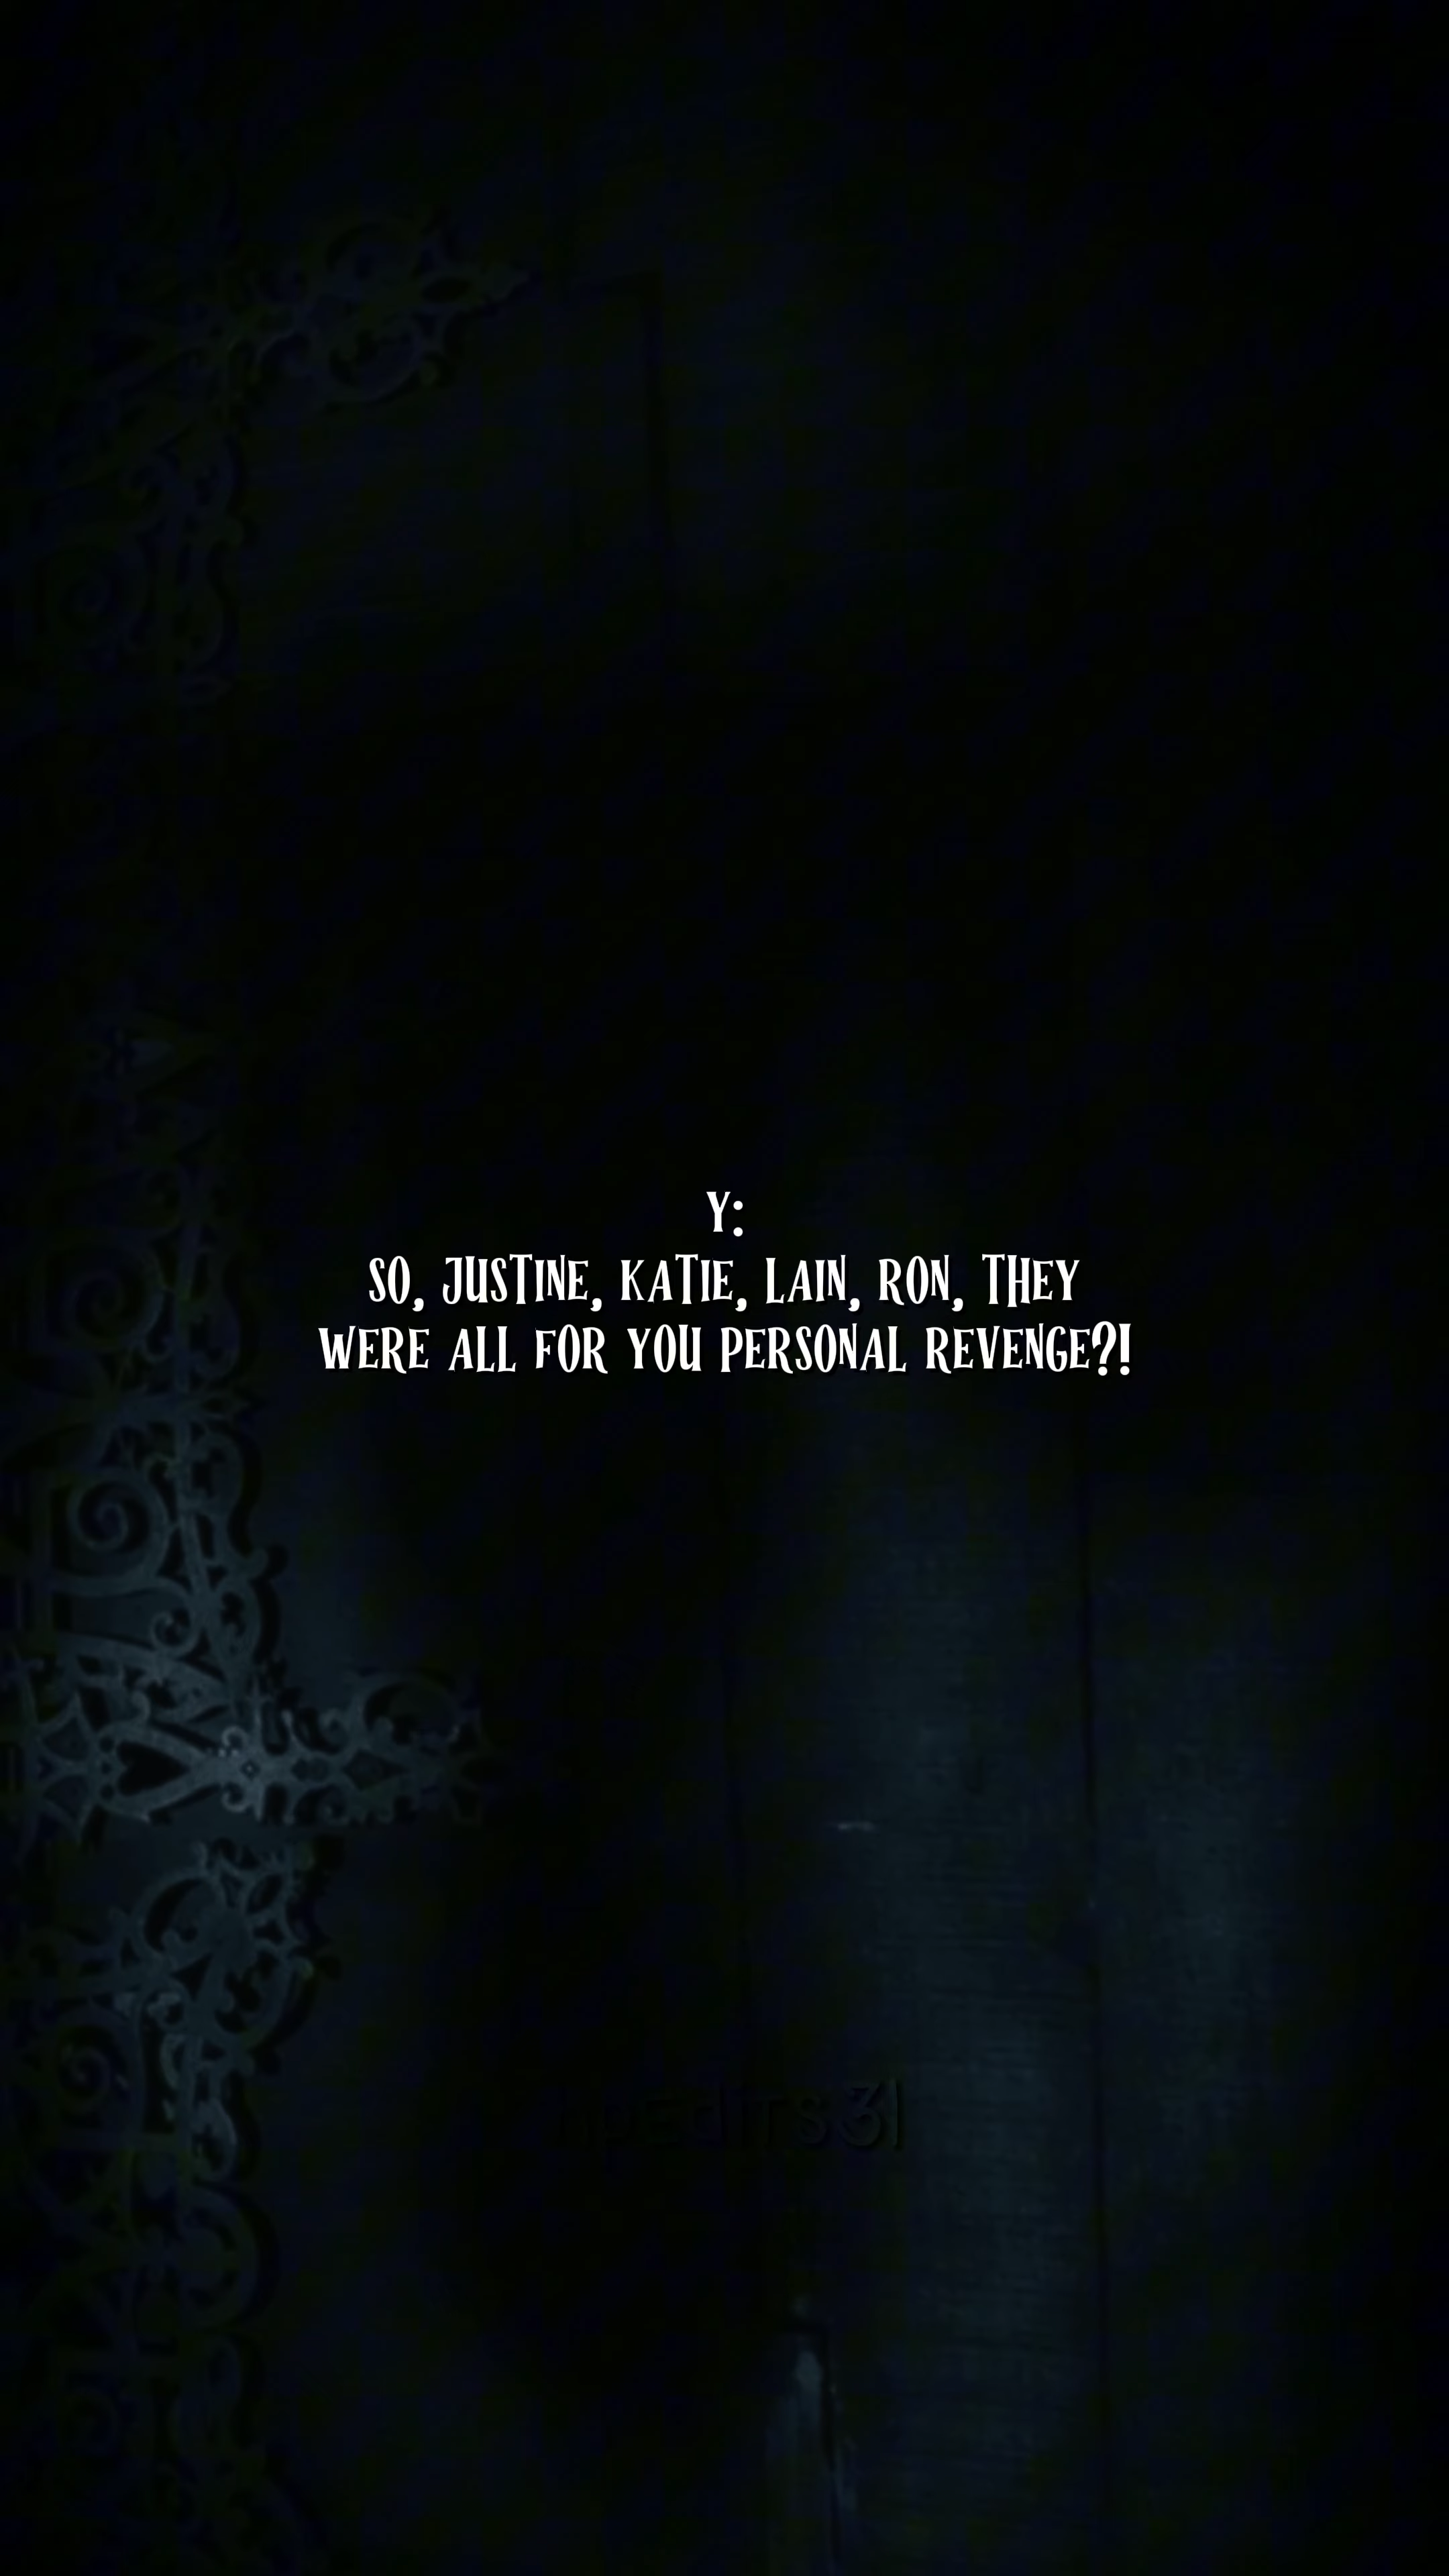 Y:
SO, JUSTINE, KATIE, LAIN, RON, THEY
WERE ALL FOR YOU PERSONAL REVENGE?!